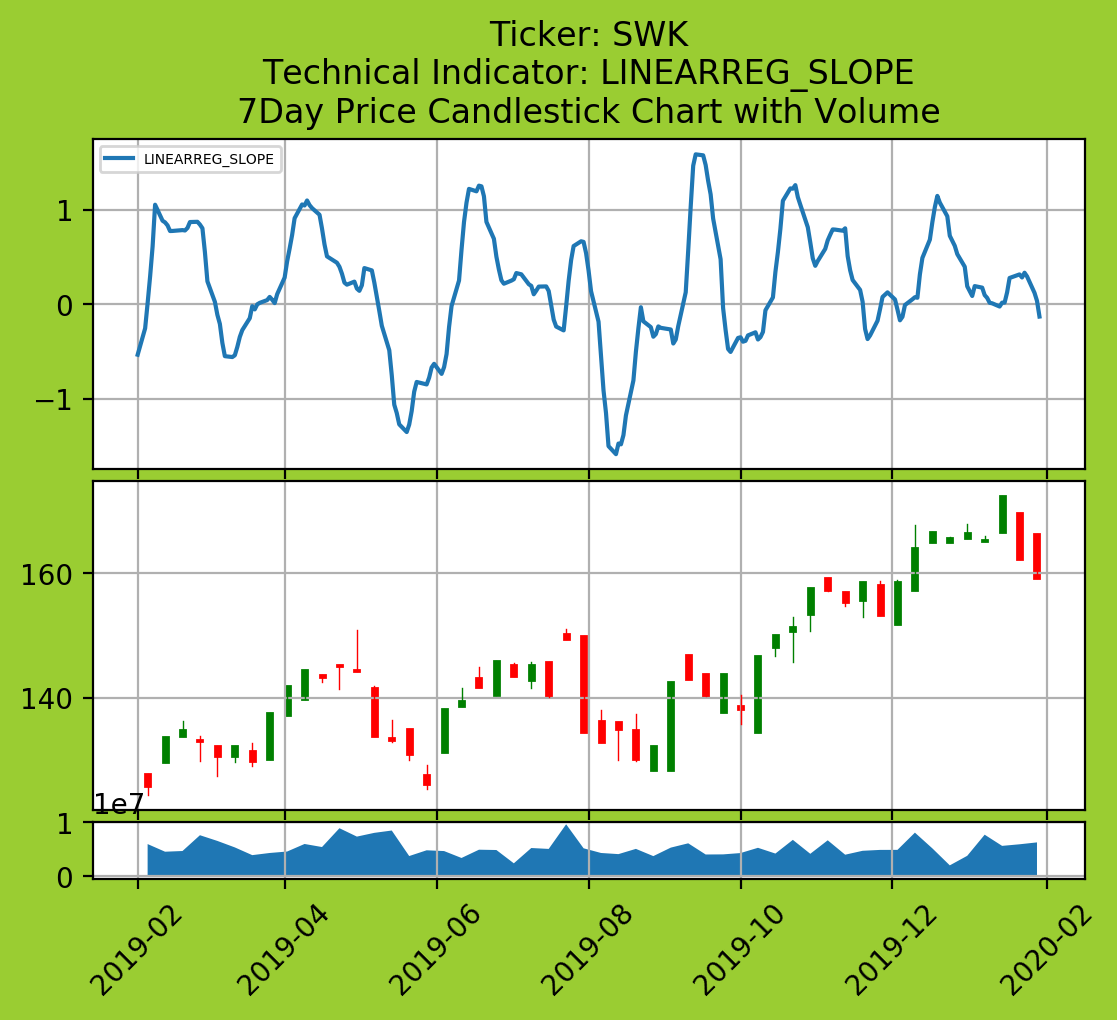 Ticker: SWK
Technical Indicator: LINEARREG_SLOPE
7Day Price Candlestick Chart with Volume
LINEARREG_SLOPE
1
0
−1
160
140
1e7
1
0
2019-02
2019-04
2019-06
2019-08
2019-10
2019-12
2020-02